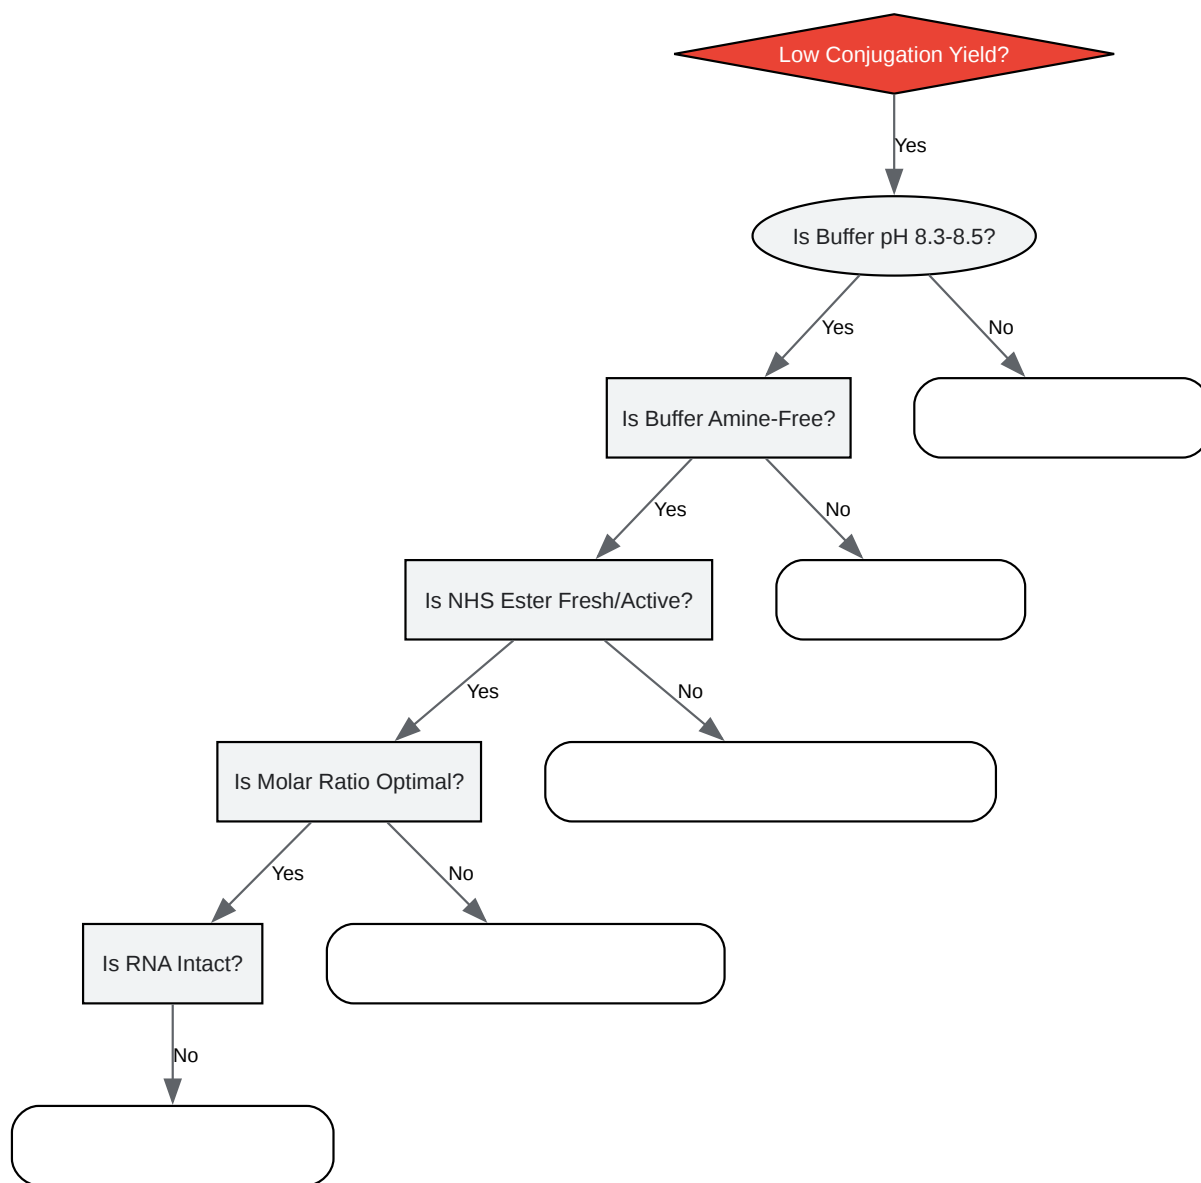 Low Conjugation Yield?
Yes
Is Buffer pH 8.3-8.5?
Yes
No
Is Buffer Amine-Free?
Yes
No
Is NHS Ester Fresh/Active?
Yes
No
Is Molar Ratio Optimal?
Yes
No
Is RNA Intact?
No